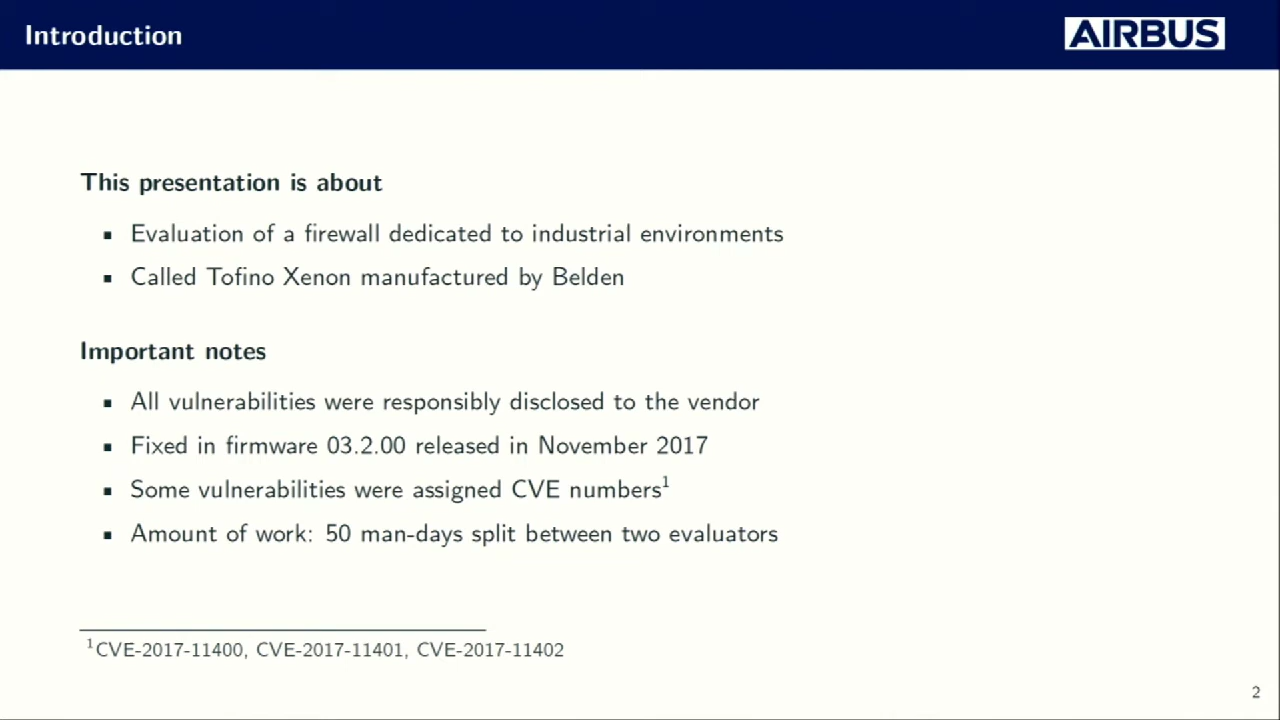 Introduction
AIRBUS
This presentation is about
▪ Evaluation of a firewall dedicated to industrial environments
▪ Called Tofino Xenon manufactured by Belden
Important notes
▪ All vulnerabilities were responsibly disclosed to the vendor
▪ Fixed in firmware 03.2.00 released in November 2017
▪ Some vulnerabilities were assigned CVE numbers¹
▪ Amount of work: 50 man-days split between two evaluators
¹CVE-2017-11400, CVE-2017-11401, CVE-2017-11402
2